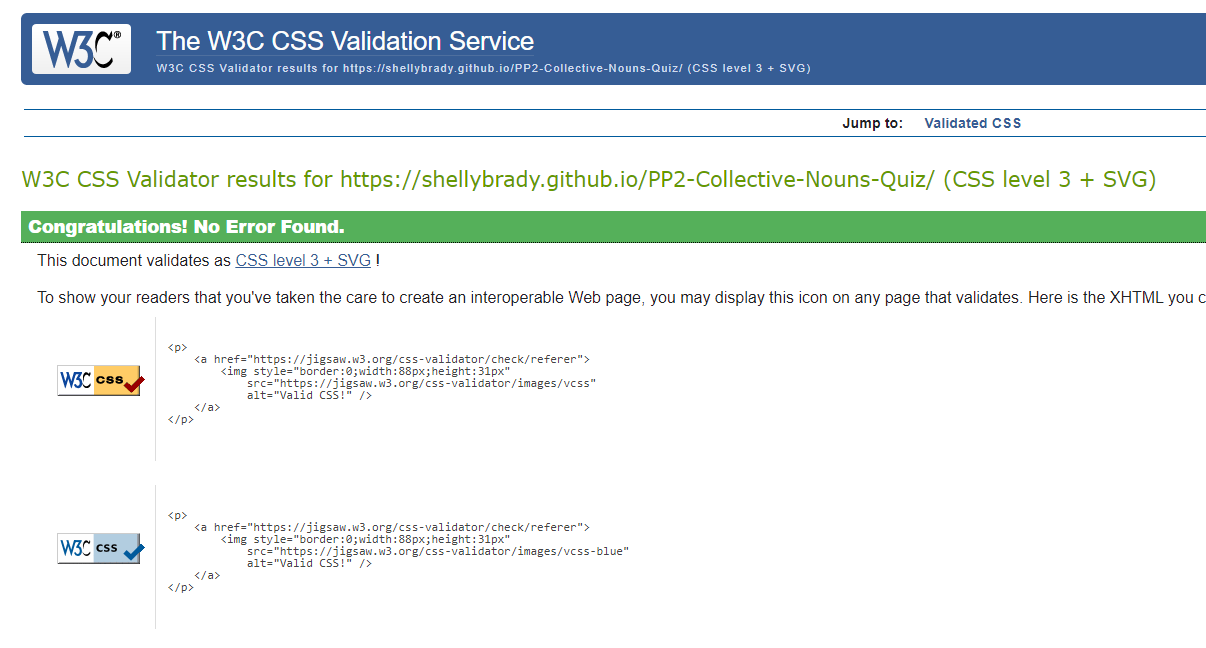 W3C®
The W3C CSS Validation Service
W3C CSS Validator results for https://shellybrady.github.io/PP2-Collective-Nouns-Quiz/ (CSS level 3 + SVG)
Jump to: Validated CSS
W3C CSS Validator results for https://shellybrady.github.io/PP2-Collective-Nouns-Quiz/ (CSS level 3 + SVG)
Congratulations! No Error Found.
This document validates as CSS level 3 + SVG !
To show your readers that you've taken the care to create an interoperable Web page, you may display this icon on any page that validates. Here is the XHTML you c
<p>
<a href="https://jigsaw.w3.org/css-validator/check/referer">
<img style="border:0;width:88px;height:31px"
W3C css
src="https://jigsaw.w3.org/css-validator/images/vcss"
alt="Valid CSS!" />
</a>
</p>
<p>
<a href="https://jigsaw.w3.org/css-validator/check/referer">
<img style="border:0;width:88px;height:31px"
W3C css
src="https://jigsaw.w3.org/css-validator/images/vcss-blue"
alt="Valid CSS!" />
</a>
</p>